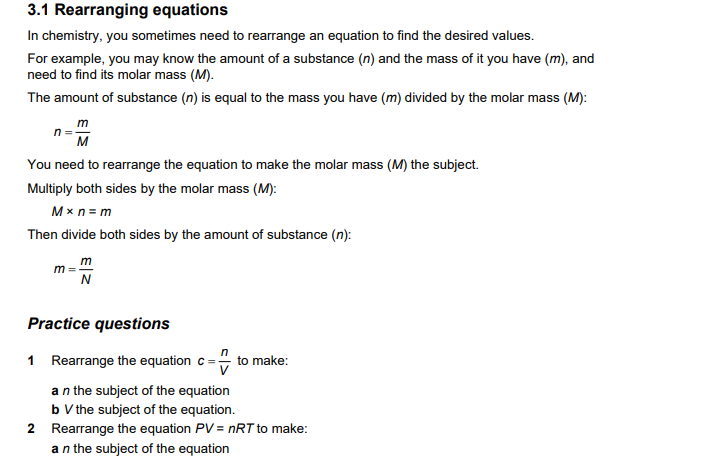 3.1 Rearranging equations
In chemistry, you sometimes need to rearrange an equation to find the desired values.
For example, you may know the amount of a substance (n) and the mass of it you have (m), and
need to find its molar mass (M).
The amount of substance (n) is equal to the mass you have (m) divided by the molar mass (M):
n = m/M
You need to rearrange the equation to make the molar mass (M) the subject.
Multiply both sides by the molar mass (M):
M × n = m
Then divide both sides by the amount of substance (n):
m = m/N
Practice questions
1 Rearrange the equation c = n/V to make:
a n the subject of the equation
b V the subject of the equation.
2 Rearrange the equation PV = nRT to make:
a n the subject of the equation